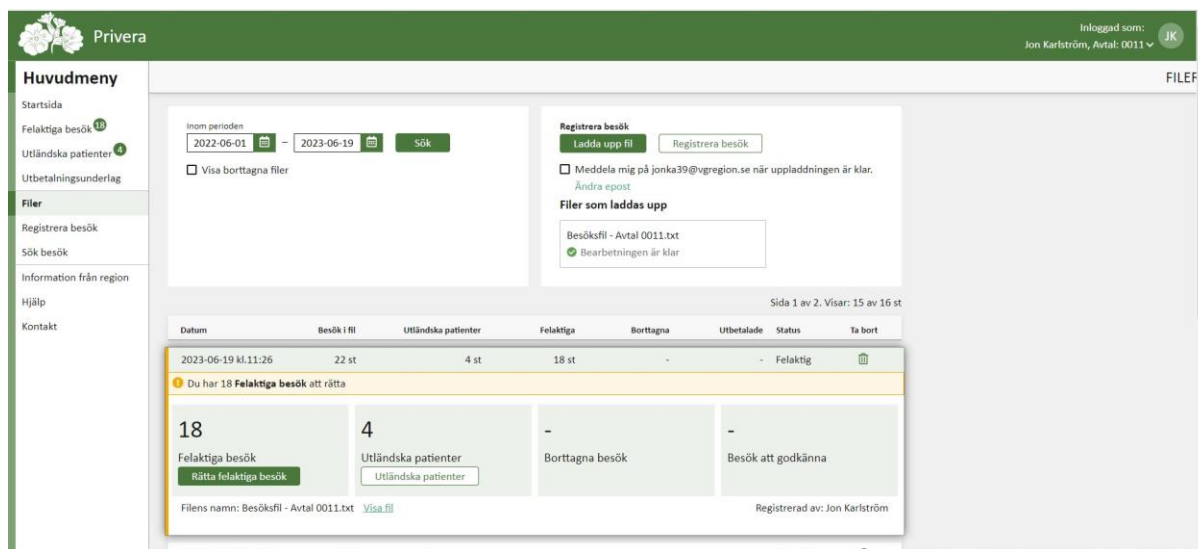 Privera
Inloggad som:
Jon Karlström, Avtal: 0011
JK
Huvudmeny
FILER
Startsida
Felaktiga besök 18
Utländska patienter 4
Utbetalningsunderlag
Filer
Registrera besök
Sök besök
Information från region
Hjälp
Kontakt
Inom perioden
2022-06-01 – 2023-06-19 Sök
Visa borttagna filer
Registrera besök
Ladda upp fil Registrera besök
Meddela mig på jonka39@vgregion.se när uppladdningen är klar.
Ändra epost
Filer som laddas upp
Besöksfil - Avtal 0011.txt
Bearbetningen är klar
Sida 1 av 2. Visar: 15 av 16 st
Datum Besök i fil Utländska patienter Felaktiga Borttagna Utbetalade Status Ta bort
2023-06-19 kl.11:26 22 st 4 st 18 st - - Felaktig
Du har 18 Felaktiga besök att rätta
18 4 - -
Felaktiga besök Utländska patienter Borttagna besök Besök att godkänna
Rätta felaktiga besök Utländska patienter
Filens namn: Besöksfil - Avtal 0011.txt Visa fil Registrerad av: Jon Karlström